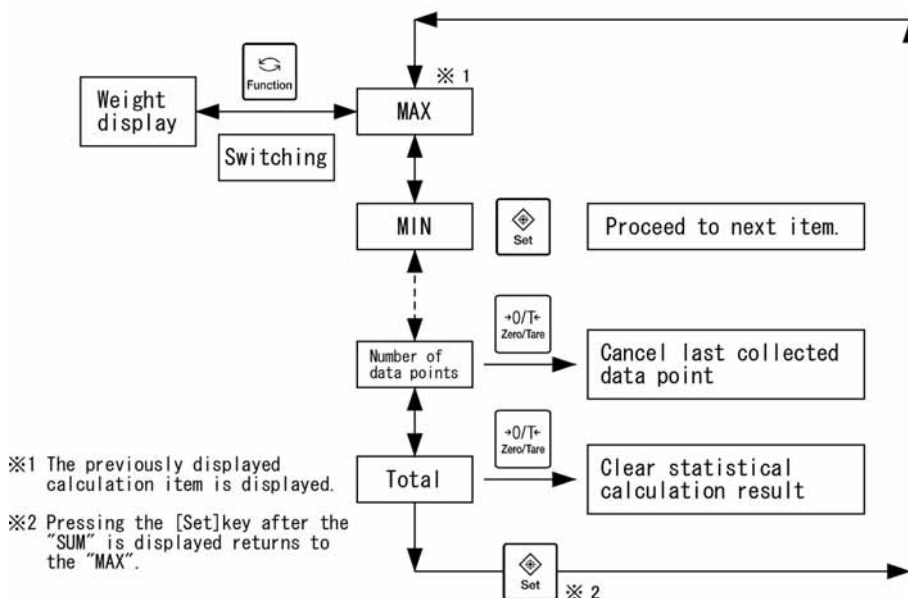 ※ 1
Function
Weight
display
MAX
Switching
MIN
Set
Proceed to next item.
→0/T←
Zero/Tare
Number of
data points
Cancel last collected
data point
→0/T←
Zero/Tare
Total
Clear statistical
calculation result
※1 The previously displayed
calculation item is displayed.
※2 Pressing the [Set]key after the
"SUM" is displayed returns to
the "MAX".
Set
※ 2